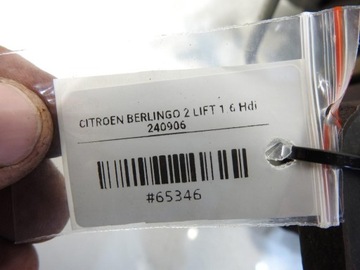 CITROEN BERLINGO 2 LIFT 1.6 Hdi
240906
#65346